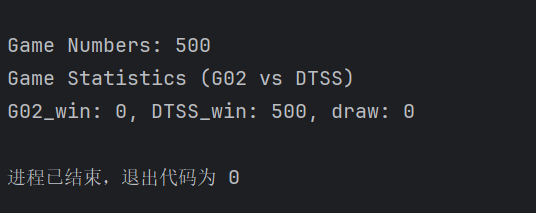 Game Numbers: 500
Game Statistics (G02 vs DTSS)
G02_win: 0, DTSS_win: 500, draw: 0
进程已结束，退出代码为 0